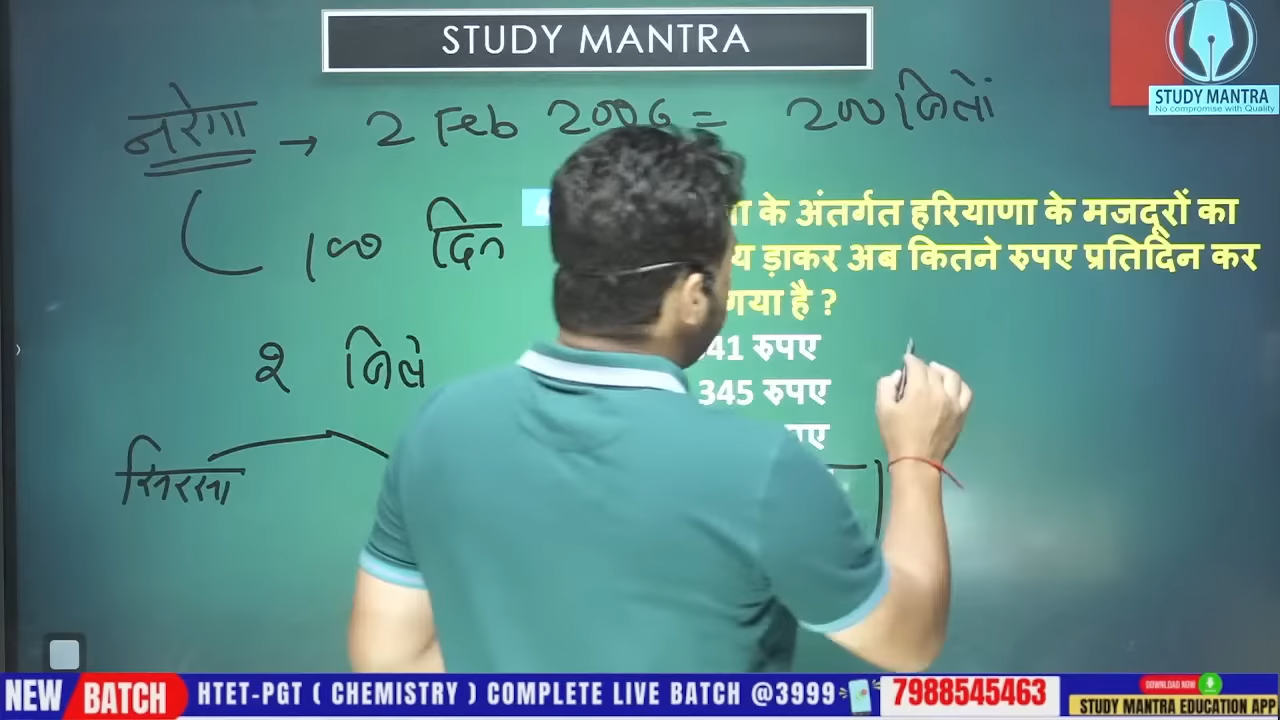 STUDY MANTRA
STUDY MANTRA
No compromise with Quality
नरेगा → 2 Feb 2006 = 200 जिलों
के अंतर्गत हरियाणा के मजदूरों का
100 दिन
ड़ाकर अब कितने रुपए प्रतिदिन कर
गया है ?
41 रुपए
2 जिले
345 रुपए
सिरसा
NEW BATCH HTET-PGT ( CHEMISTRY ) COMPLETE LIVE BATCH @3999 7988545463
DOWNLOAD NOW
STUDY MANTRA EDUCATION APP